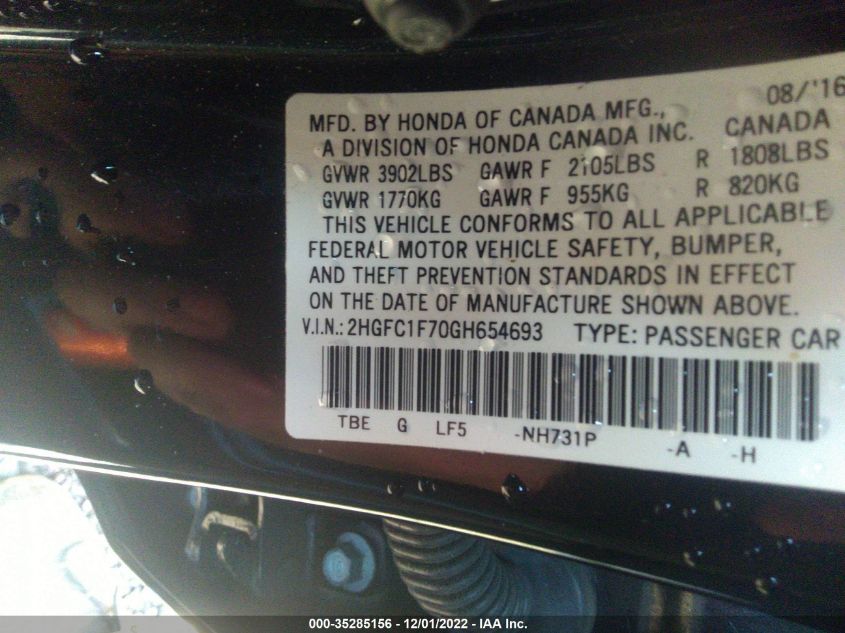 08/'16
MFD. BY HONDA OF CANADA MFG.,
A DIVISION OF HONDA CANADA INC. CANADA
GVWR 3902LBS GAWR F 2105LBS R 1808LBS
GVWR 1770KG GAWR F 955KG R 820KG
THIS VEHICLE CONFORMS TO ALL APPLICABLE
FEDERAL MOTOR VEHICLE SAFETY, BUMPER,
AND THEFT PREVENTION STANDARDS IN EFFECT
ON THE DATE OF MANUFACTURE SHOWN ABOVE.
V.I.N.: 2HGFC1F70GH654693 TYPE: PASSENGER CAR
TBE G LF5 -NH731P -A -H
000-35285156 - 12/01/2022 - IAA Inc.